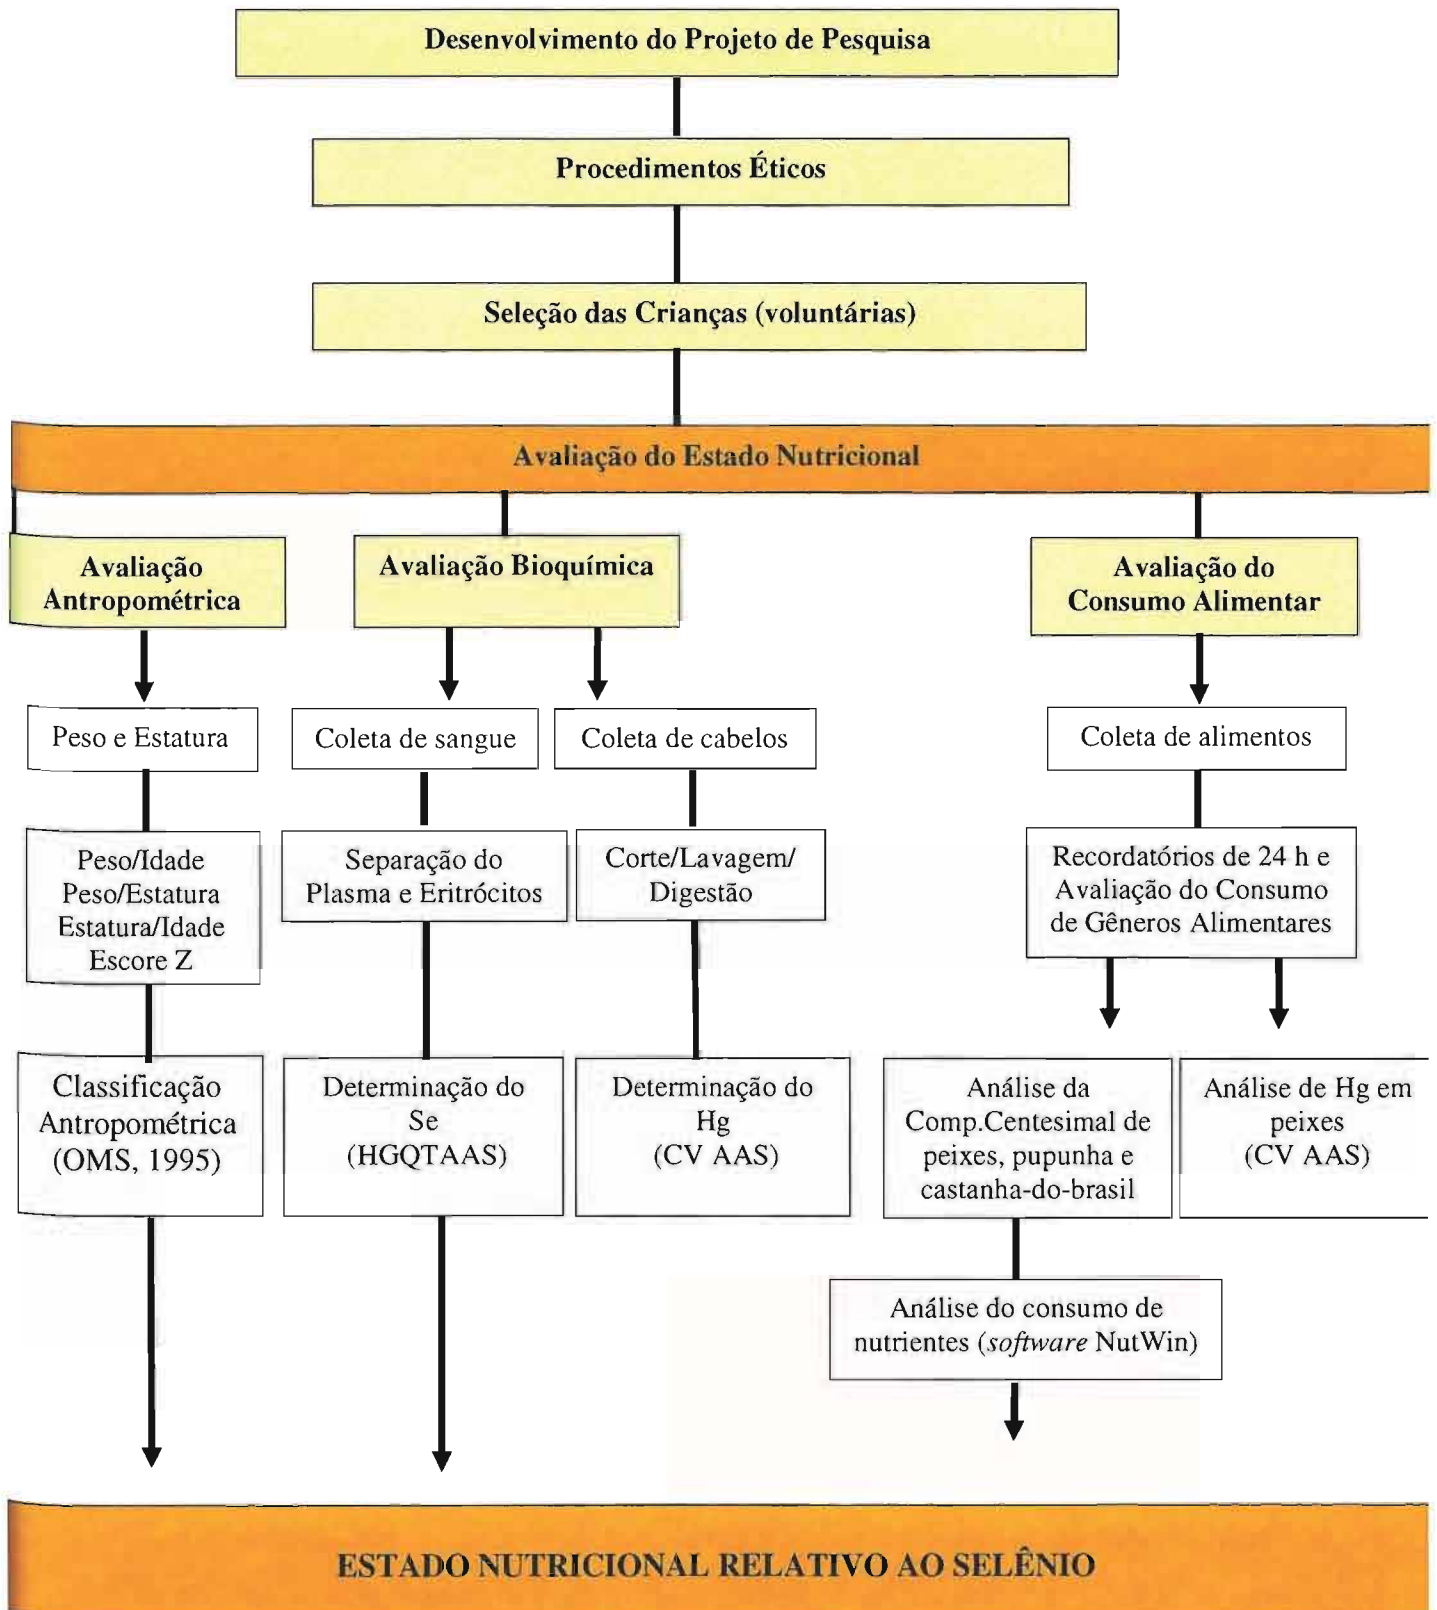 Desenvolvimento do Projeto de Pesquisa
Procedimentos Éticos
Seleção das Crianças (voluntárias)
Avaliação do Estado Nutricional
Avaliação
Antropométrica
Avaliação Bioquímica
Avaliação do
Consumo Alimentar
Peso e Estatura
Coleta de sangue
Coleta de cabelos
Coleta de alimentos
Peso/Idade
Peso/Estatura
Estatura/Idade
Escore Z
Separação do
Plasma e Eritrócitos
Corte/Lavagem/
Digestão
Recordatórios de 24 h e
Avaliação do Consumo
de Gêneros Alimentares
Classificação
Antropométrica
(OMS, 1995)
Determinação do
Se
(HGQTAAS)
Determinação do
Hg
(CV AAS)
Análise da
Comp.Centesimal de
peixes, pupunha e
castanha-do-brasil
Análise de Hg em
peixes
(CV AAS)
Análise do consumo de
nutrientes (software NutWin)
ESTADO NUTRICIONAL RELATIVO AO SELÊNIO